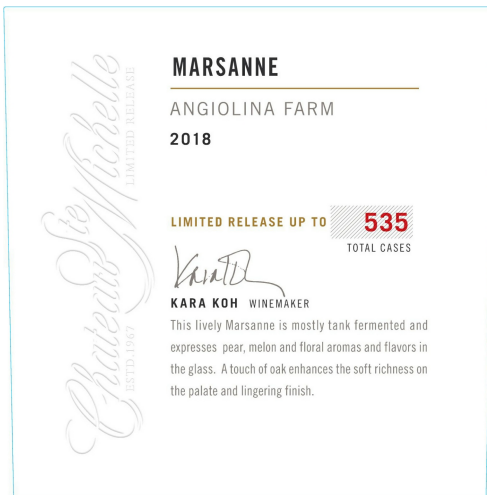 MARSANNE
ANGIOLINA FARM
2018
LIMITED RELEASE UP TO 535
TOTAL CASES
KARA KOH WINEMAKER
This lively Marsanne is mostly tank fermented and
expresses pear, melon and floral aromas and flavors in
the glass. A touch of oak enhances the soft richness on
the palate and lingering finish.
Chateau Ste Michelle
LIMITED RELEASE
ESTD.1967